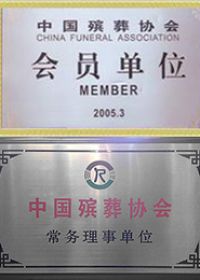 中国殡葬协会
CHINA FUNERAL ASSOCIATION
会员单位
MEMBER
2005.3
中国殡葬协会
常务理事单位